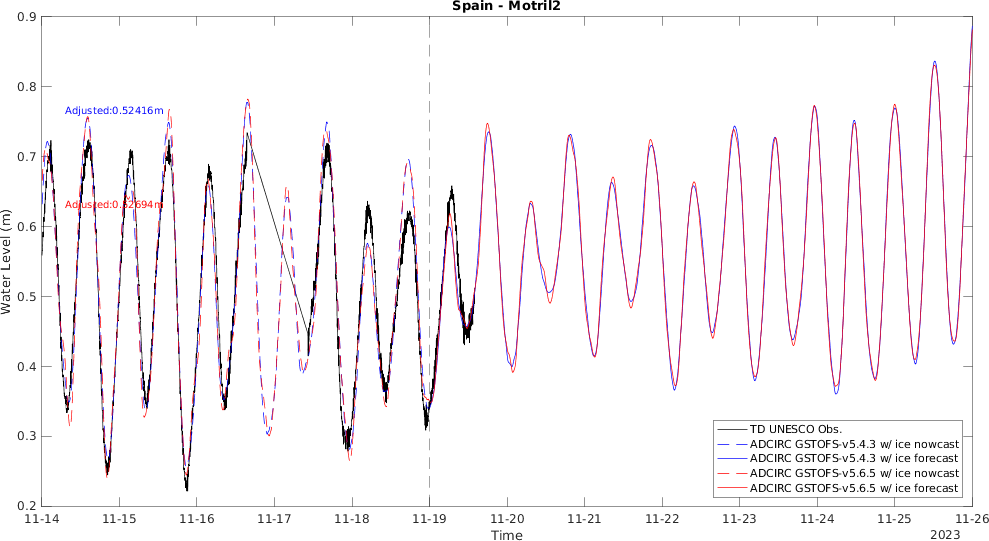 Spain - Motril2
Water Level (m)
0.9
0.8
0.7
0.6
0.5
0.4
0.3
0.2
Adjusted:0.52416m
Adjusted:0.52694m
TD UNESCO Obs.
ADCIRC GSTOFS-v5.4.3 w/ ice nowcast
ADCIRC GSTOFS-v5.4.3 w/ ice forecast
ADCIRC GSTOFS-v5.6.5 w/ ice nowcast
ADCIRC GSTOFS-v5.6.5 w/ ice forecast
11-14 11-15 11-16 11-17 11-18 11-19 11-20 11-21 11-22 11-23 11-24 11-25 11-26
Time
2023